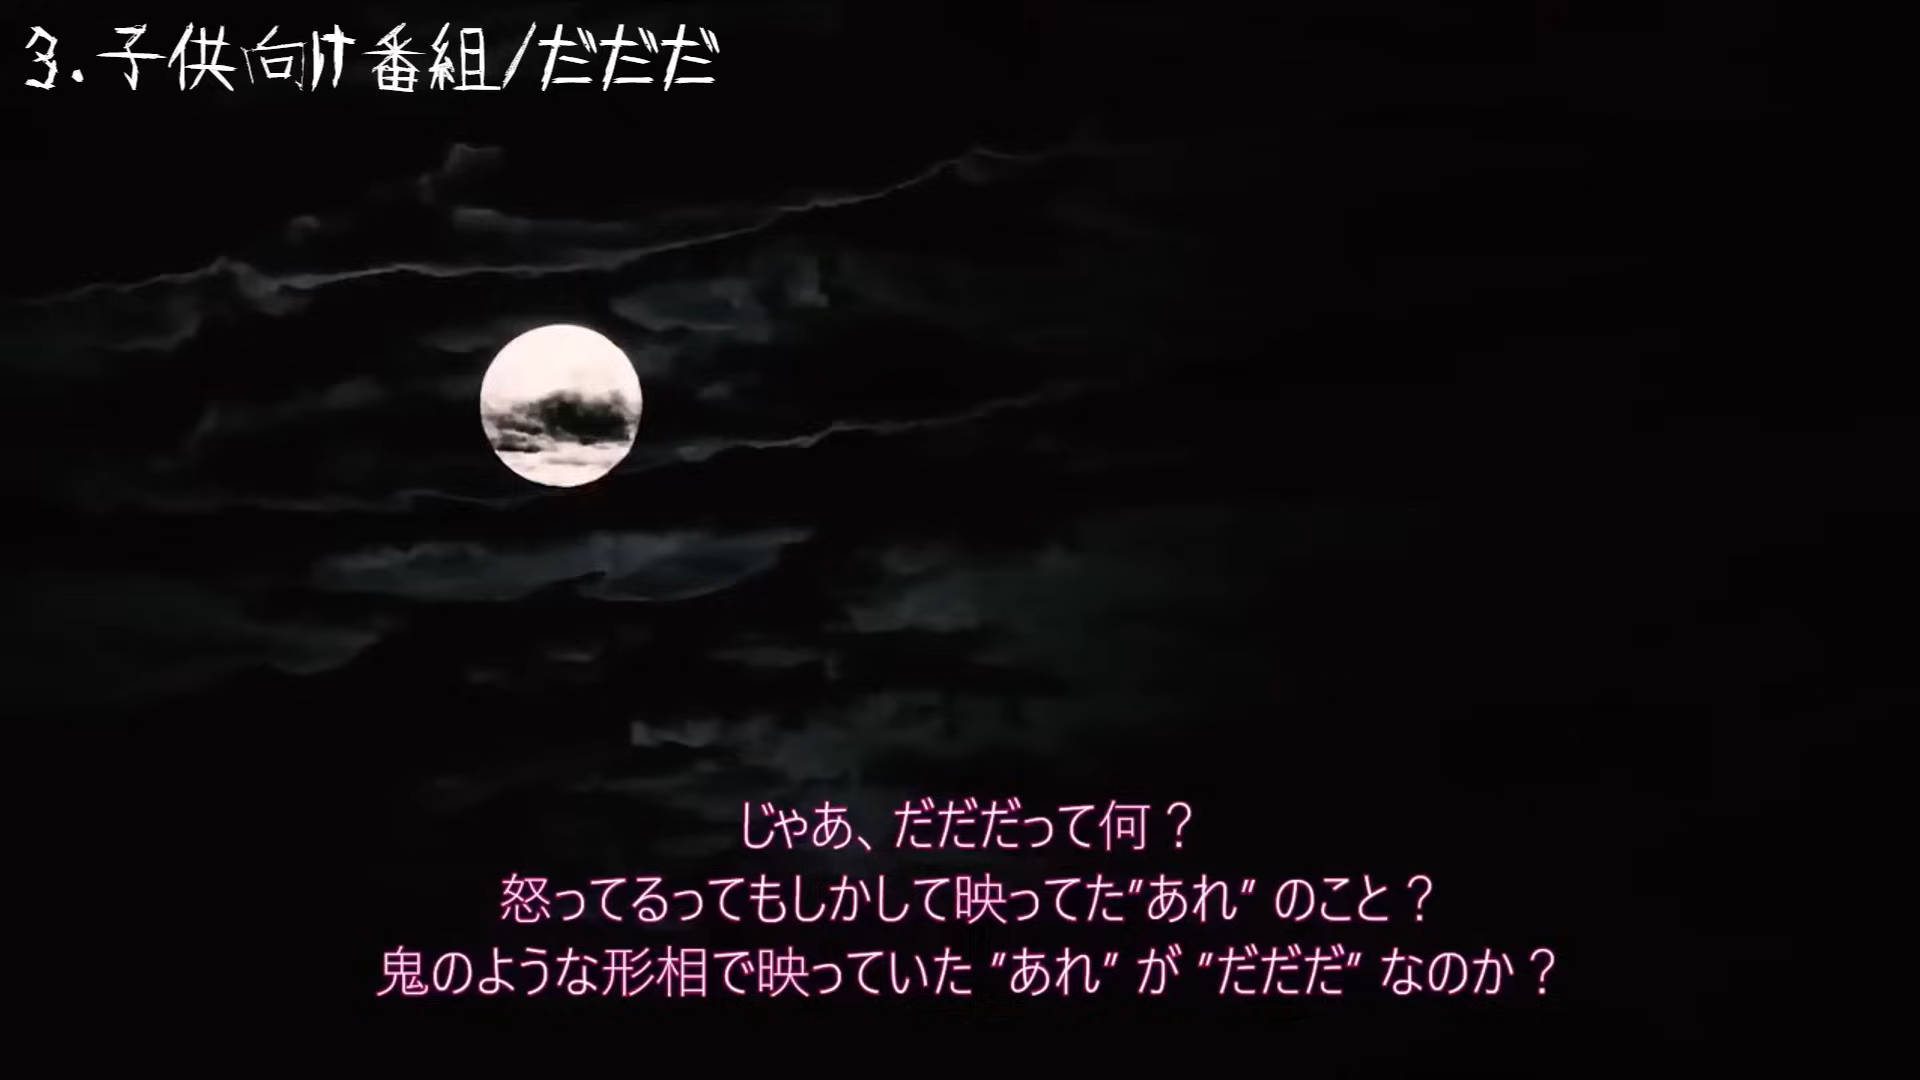 3.子供向け番組/だだだ
じゃあ、だだだって何？
怒ってるってもしかして映ってた"あれ" のこと？
鬼のような形相で映っていた "あれ" が "だだだ" なのか？